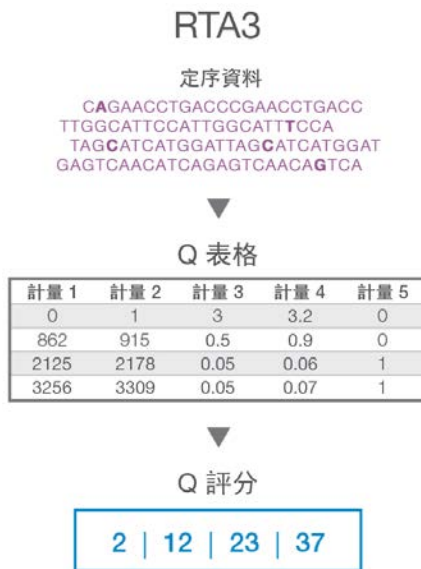 RTA3
定序資料
CAGAACCTGACCCGAACCTGACC
TTGGCATTCCATTGGCATTTCCA
TAGCATCATGGATTAGCATCATGGAT
GAGTCAACATCAGAGTCAACAGTCA
Q 表格
計量 1 計量 2 計量 3 計量 4 計量 5
0 1 3 3.2 0
862 915 0.5 0.9 0
2125 2178 0.05 0.06 1
3256 3309 0.05 0.07 1
Q 評分
2 | 12 | 23 | 37